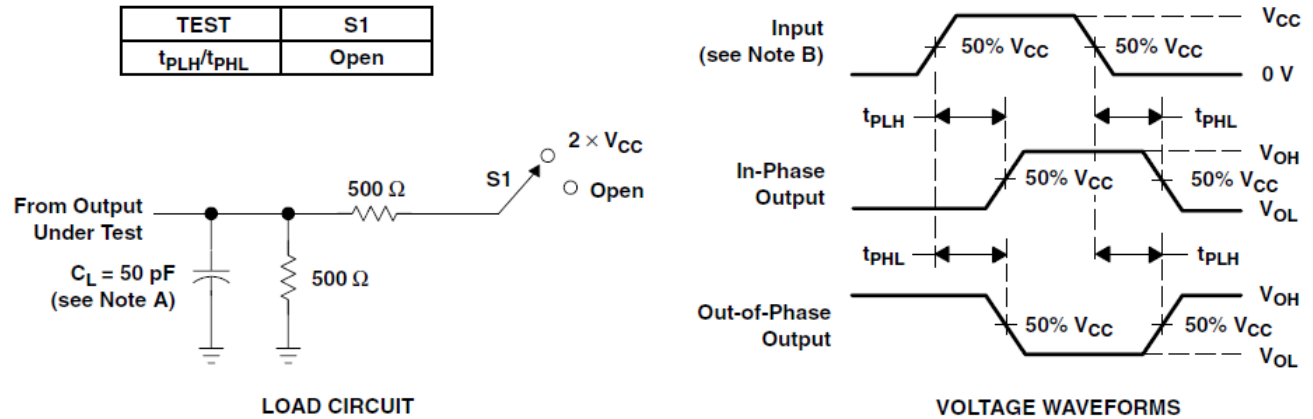 TEST S1
tPLH/tPHL Open
2 × VCC
S1
Open
500 Ω
From Output
Under Test
CL = 50 pF
(see Note A)
500 Ω
LOAD CIRCUIT
Input
(see Note B)
50% VCC
50% VCC
VCC
0 V
tPLH
tPHL
In-Phase
Output
50% VCC
50% VCC
VOH
VOL
tPHL
tPLH
Out-of-Phase
Output
50% VCC
50% VCC
VOH
VOL
VOLTAGE WAVEFORMS